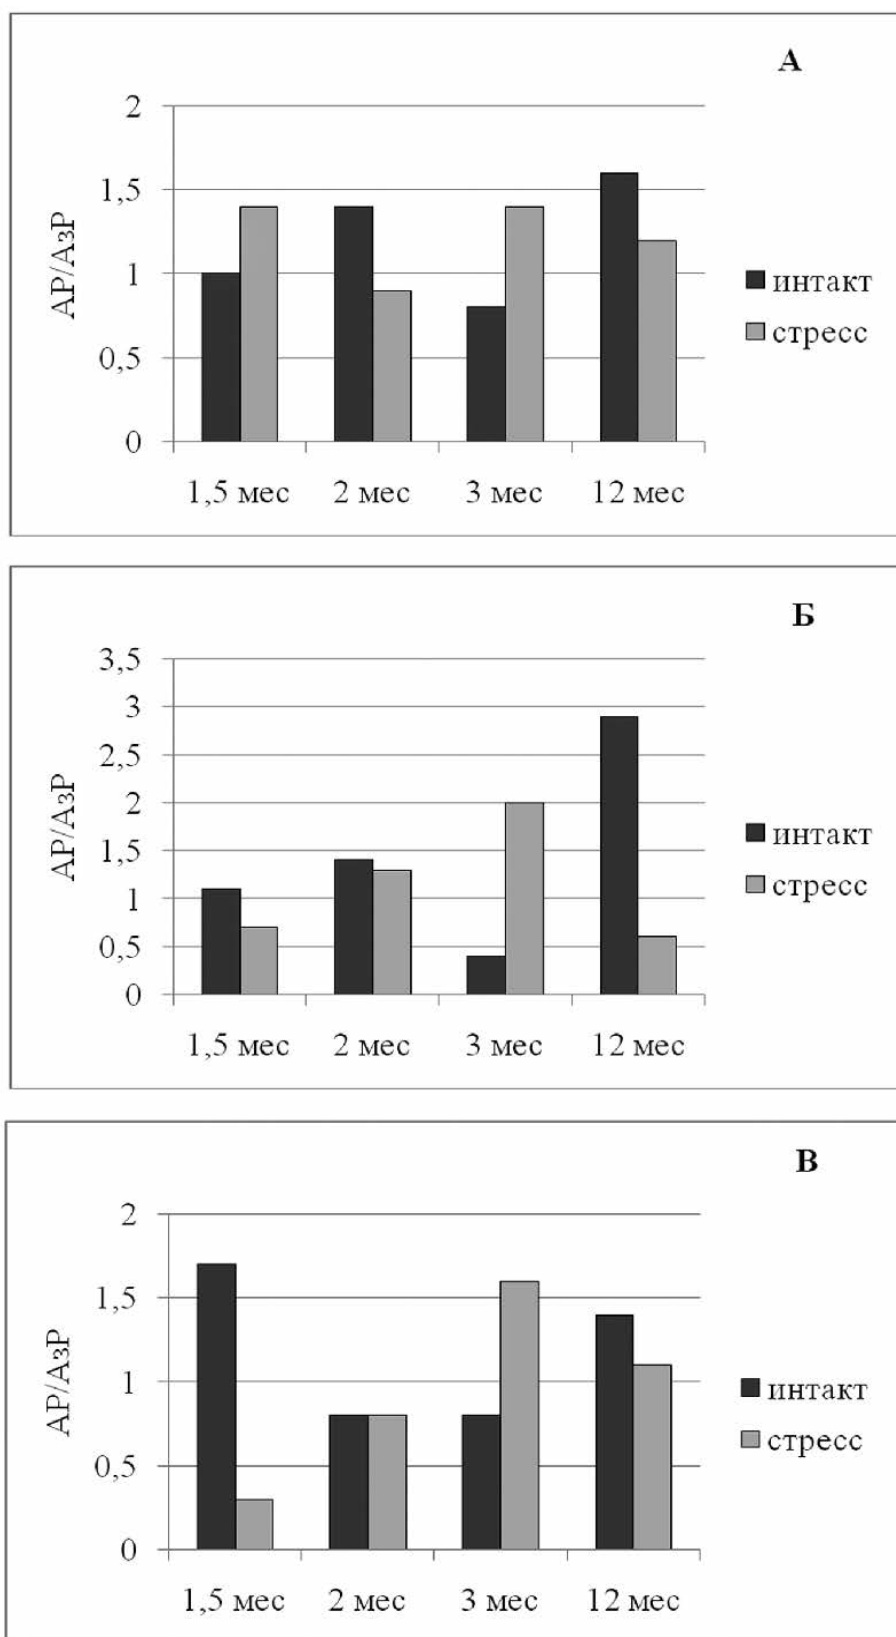 А
2
1,5
1
0,5
0
АР/АзР
1,5 мес 2 мес 3 мес 12 мес
интакт
стресс
Б
3,5
3
2,5
2
1,5
1
0,5
0
АР/АзР
1,5 мес 2 мес 3 мес 12 мес
интакт
стресс
В
2
1,5
1
0,5
0
АР/АзР
1,5 мес 2 мес 3 мес 12 мес
интакт
стресс